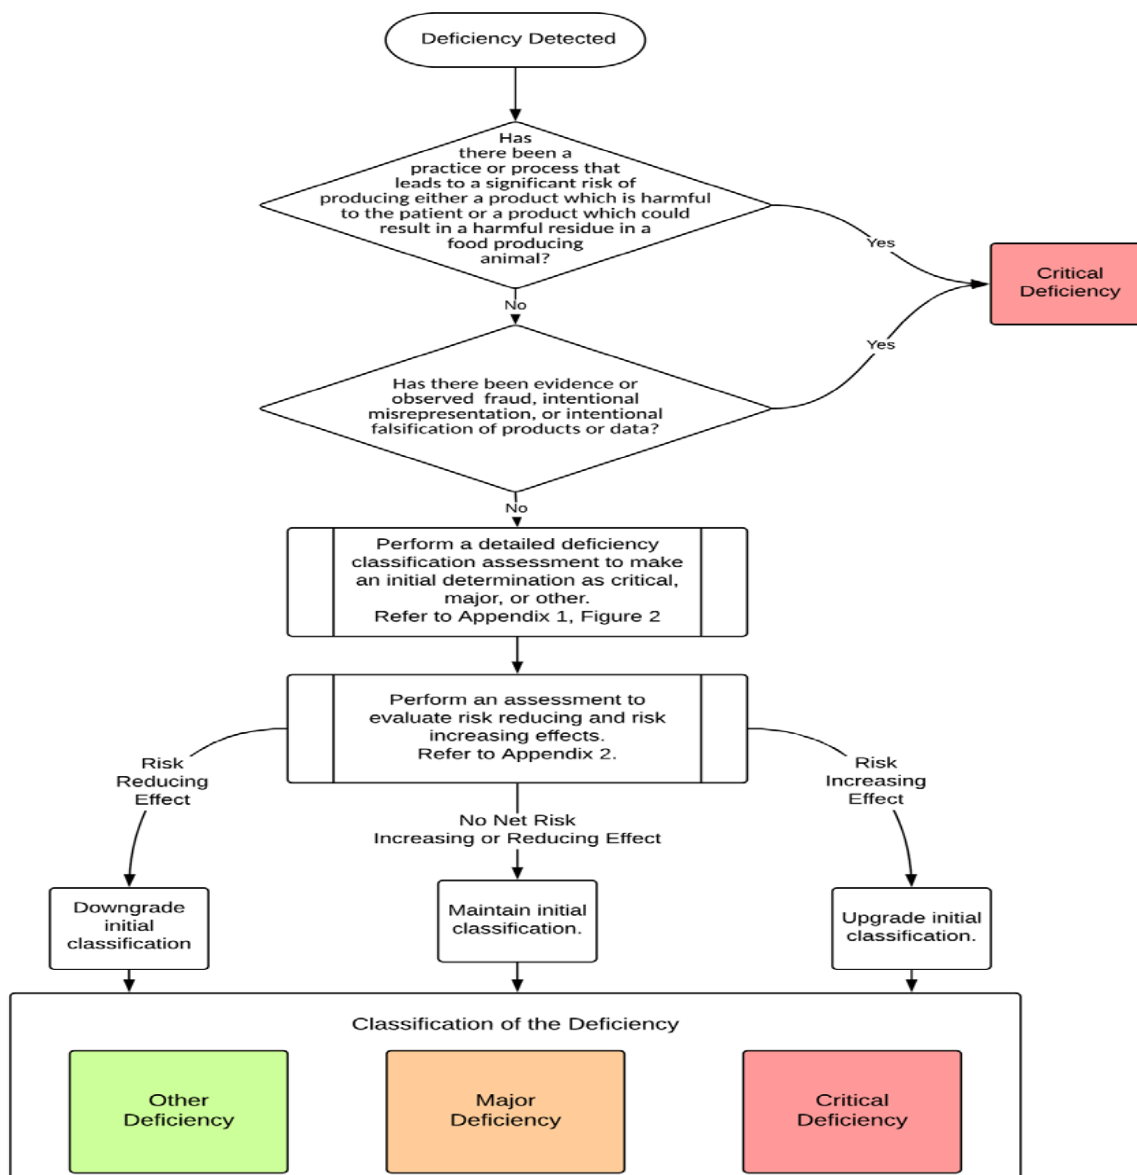 Deficiency Detected
Has
there been a
practice or process that
leads to a significant risk of
producing either a product which is harmful
to the patient or a product which could
result in a harmful residue in a
food producing
animal?
Yes
Critical
Deficiency
No
Yes
Has there been evidence or
observed fraud, intentional
misrepresentation, or intentional
falsification of products or data?
No
Perform a detailed deficiency
classification assessment to make
an initial determination as critical,
major, or other.
Refer to Appendix 1, Figure 2
Perform an assessment to
evaluate risk reducing and risk
increasing effects.
Refer to Appendix 2.
Risk
Reducing
Effect
No Net Risk
Increasing or Reducing Effect
Risk
Increasing
Effect
Downgrade
initial
classification
Maintain initial
classification.
Upgrade initial
classification.
Classification of the Deficiency
Other
Deficiency
Major
Deficiency
Critical
Deficiency